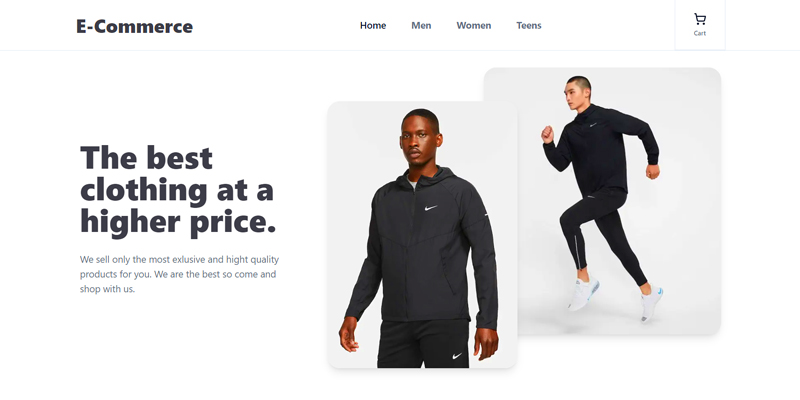 E-Commerce
Home
Men
Women
Teens
Cart
The best
clothing at a
higher price.
We sell only the most exlusive and hight quality
products for you. We are the best so come and
shop with us.